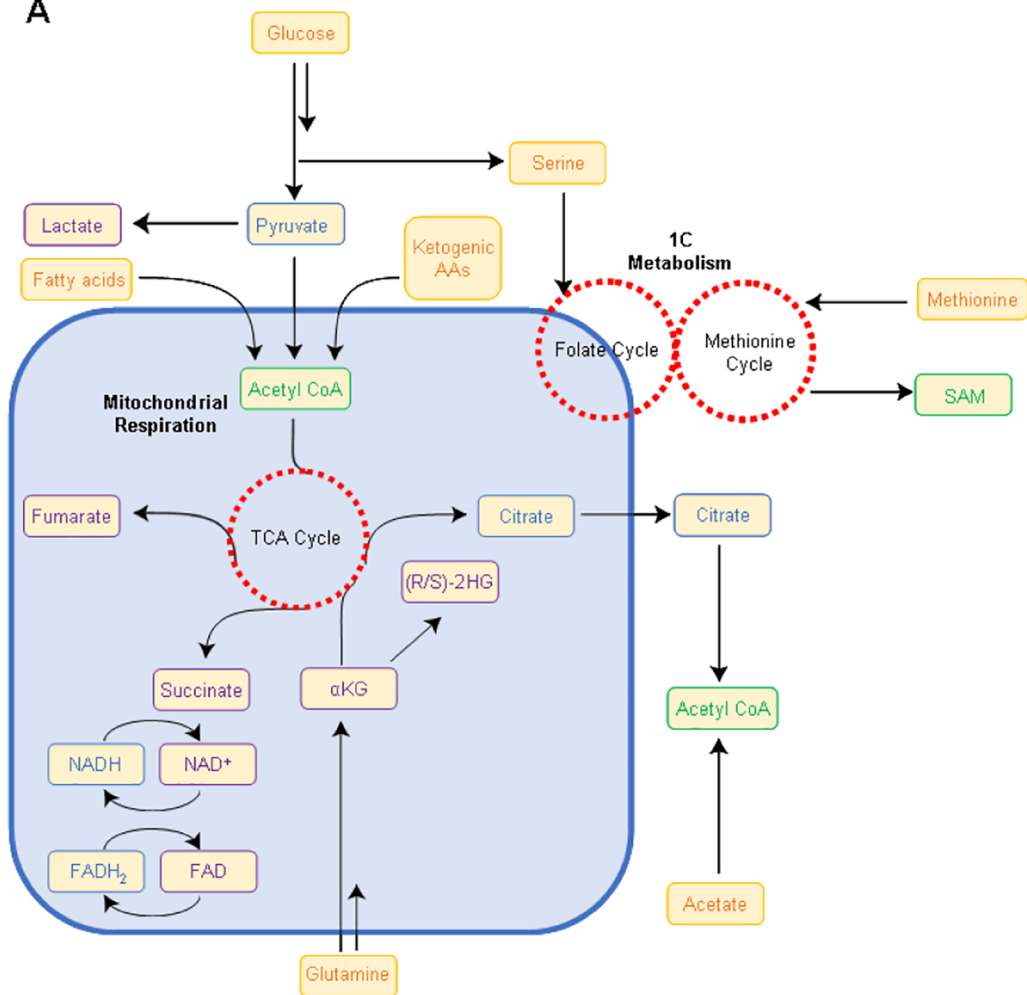 A
Glucose
Serine
Lactate
Pyruvate
Ketogenic
AAs
Fatty acids
1C
Metabolism
Methionine
Folate Cycle
Methionine
Cycle
Acetyl CoA
SAM
Mitochondrial
Respiration
Fumarate
TCA Cycle
Citrate
Citrate
(R/S)-2HG
Succinate
αKG
Acetyl CoA
NADH
NAD⁺
FADH₂
FAD
Acetate
Glutamine